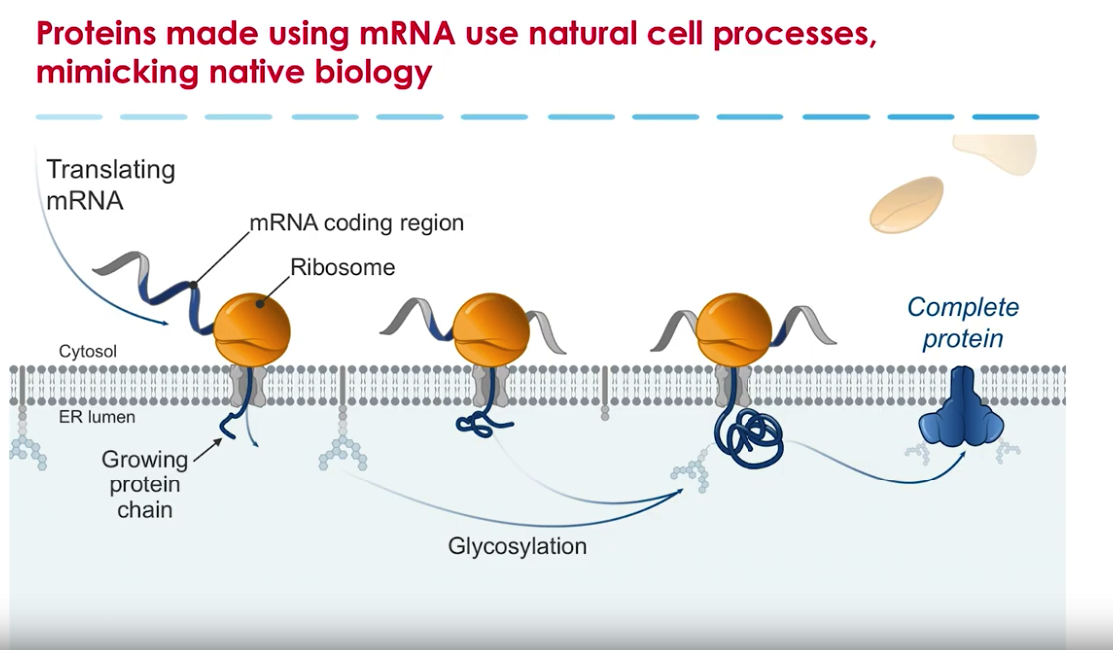 Proteins made using mRNA use natural cell processes,
mimicking native biology
Translating
mRNA
mRNA coding region
Ribosome
Complete
protein
Cytosol
ER lumen
Growing
protein
chain
Glycosylation